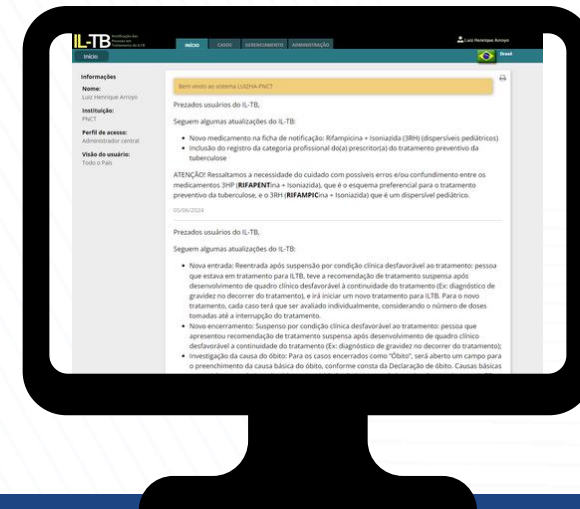 IL-TB
Notificação das
Pessoas em
Tratamento de ILTB
INÍCIO CASOS GERENCIAMENTO ADMINISTRAÇÃO
Luiz Henrique Arroyo
Início
Brasil
Informações
Nome:
Luiz Henrique Arroyo
Instituição:
PNCT
Perfil de acesso:
Administrador central
Visão do usuário:
Todo o País
Bem-vindo ao sistema LUIZHA-PNCT
Prezados usuários do IL-TB,
Seguem algumas atualizações do IL-TB:
• Novo medicamento na ficha de notificação: Rifampicina + Isoniazida (3RH) (dispersíveis pediátricos)
• Inclusão do registro da categoria profissional do(a) prescritor(a) do tratamento preventivo da
tuberculose
ATENÇÃO! Ressaltamos a necessidade do cuidado com possíveis erros e/ou confundimento entre os
medicamentos 3HP (RIFAPENTina + Isoniazida), que é o esquema preferencial para o tratamento
preventivo da tuberculose, e o 3RH (RIFAMPICina + Isoniazida) que é um dispersível pediátrico.
05/06/2024
Prezados usuários do IL-TB,
Seguem algumas atualizações do IL-TB:
• Nova entrada: Reentrada após suspensão por condição clínica desfavorável ao tratamento: pessoa
que estava em tratamento para ILTB, teve a recomendação de tratamento suspensa após
desenvolvimento de quadro clínico desfavorável à continuidade do tratamento (Ex: diagnóstico de
gravidez no decorrer do tratamento), e irá iniciar um novo tratamento para ILTB. Para o novo
tratamento, cada caso terá que ser avaliado individualmente, considerando o número de doses
tomadas até a interrupção do tratamento.
• Novo encerramento: Suspenso por condição clínica desfavorável ao tratamento: pessoa que
apresentou recomendação de tratamento suspensa após desenvolvimento de quadro clínico
desfavorável a continuidade do tratamento (Ex: diagnóstico de gravidez no decorrer do tratamento);
• Investigação da causa do óbito: Para os casos encerrados como "Óbito", será aberto um campo para
o preenchimento da causa básica do óbito, conforme consta da Declaração de óbito. Causas básicas